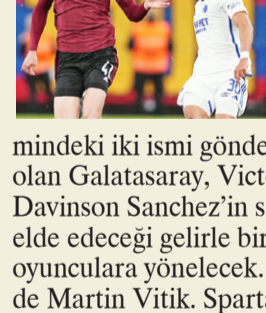 mindeki iki ismi gönde
olan Galatasaray, Vict
Davinson Sanchez’in s
elde edeceği gelirle bir
oyunculara yönelecek.
de Martin Vitik. Spart